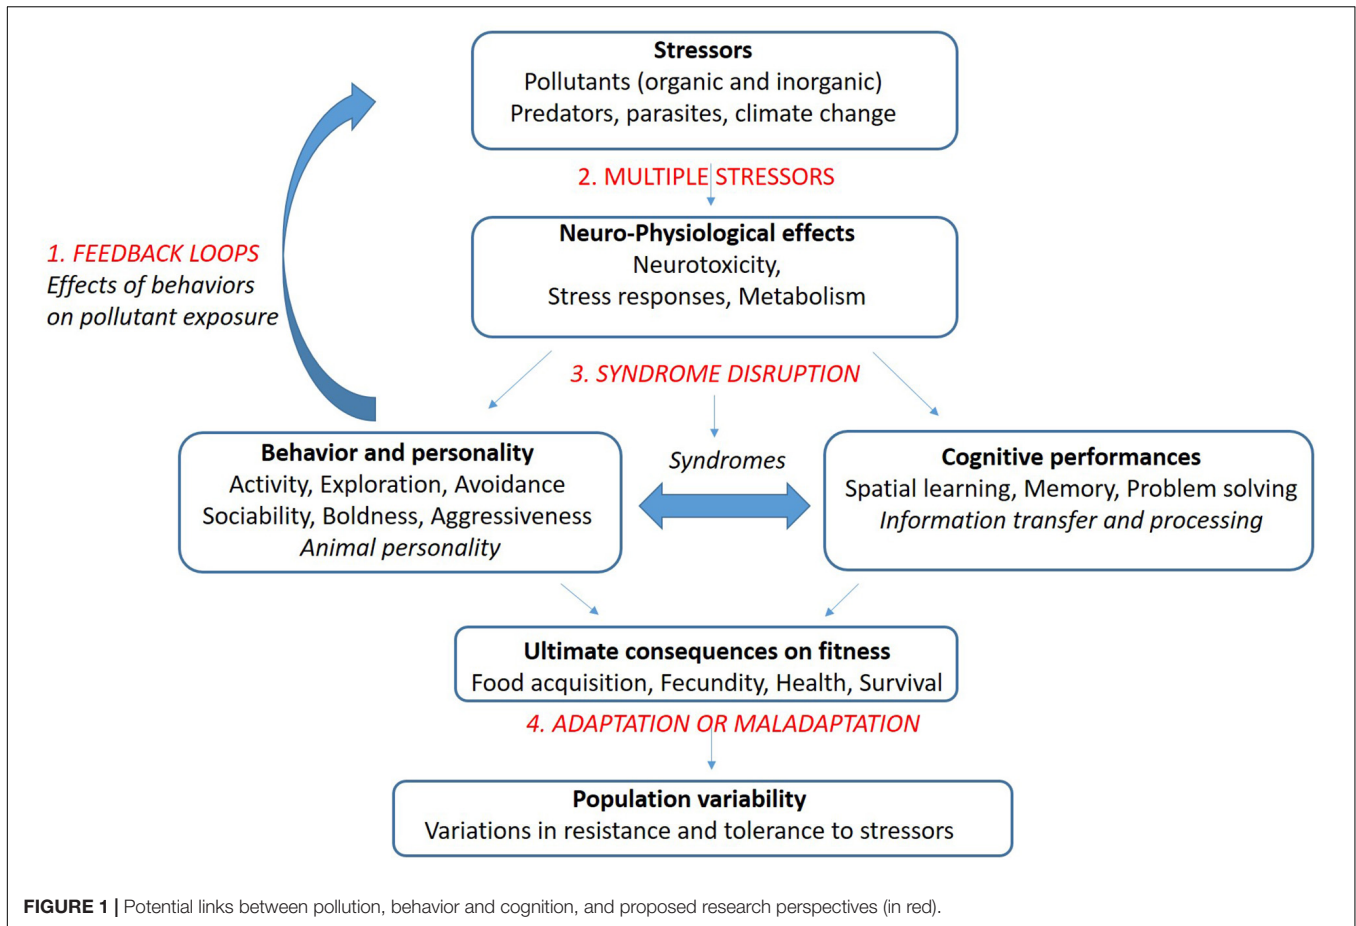 Stressors
Pollutants (organic and inorganic)
Predators, parasites, climate change
2. MULTIPLE STRESSORS
Neuro-Physiological effects
Neurotoxicity,
Stress responses, Metabolism
1. FEEDBACK LOOPS
Effects of behaviors
on pollutant exposure
3. SYNDROME DISRUPTION
Behavior and personality
Activity, Exploration, Avoidance
Sociability, Boldness, Aggressiveness
Animal personality
Syndromes
Cognitive performances
Spatial learning, Memory, Problem solving
Information transfer and processing
Ultimate consequences on fitness
Food acquisition, Fecundity, Health, Survival
4. ADAPTATION OR MALADAPTATION
Population variability
Variations in resistance and tolerance to stressors
FIGURE 1 | Potential links between pollution, behavior and cognition, and proposed research perspectives (in red).